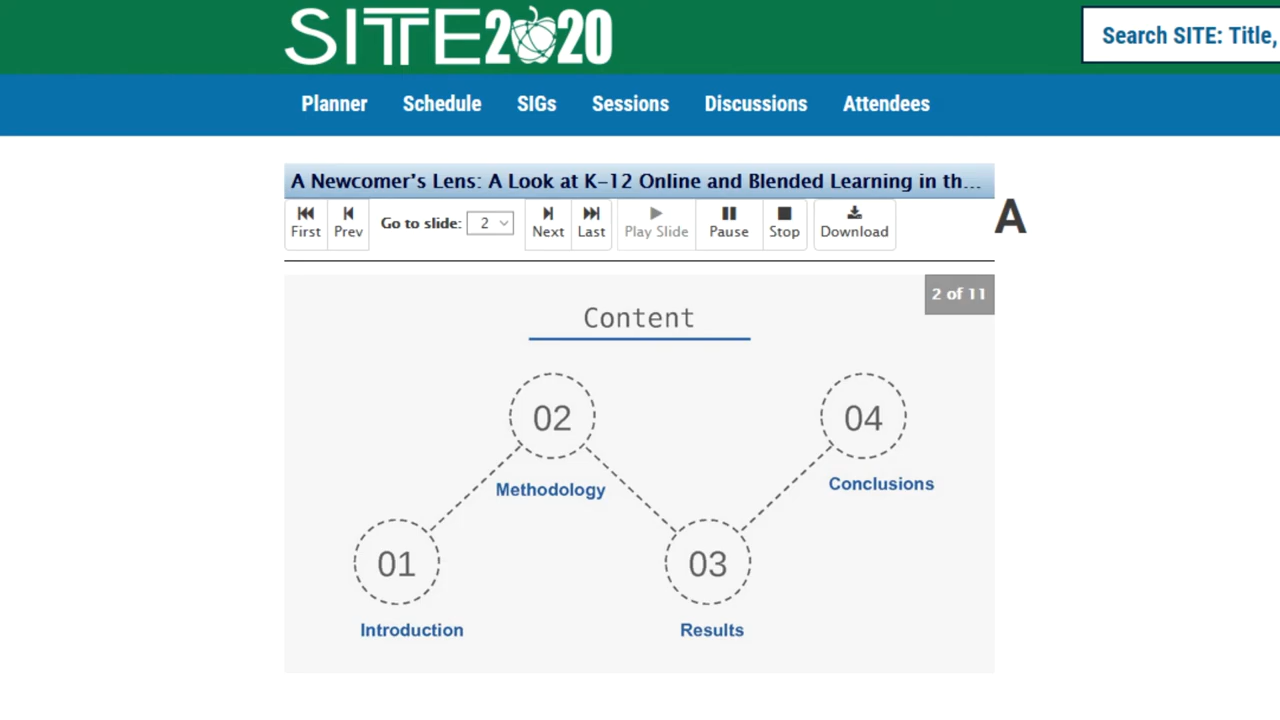 SITE2020
Search SITE: Title,
Planner Schedule SIGs Sessions Discussions Attendees
A Newcomer's Lens: A Look at K-12 Online and Blended Learning in th...
A
First Prev Go to slide: 2 Next Last Play Slide Pause Stop Download
2 of 11
Content
02
04
Methodology
Conclusions
01
03
Introduction
Results